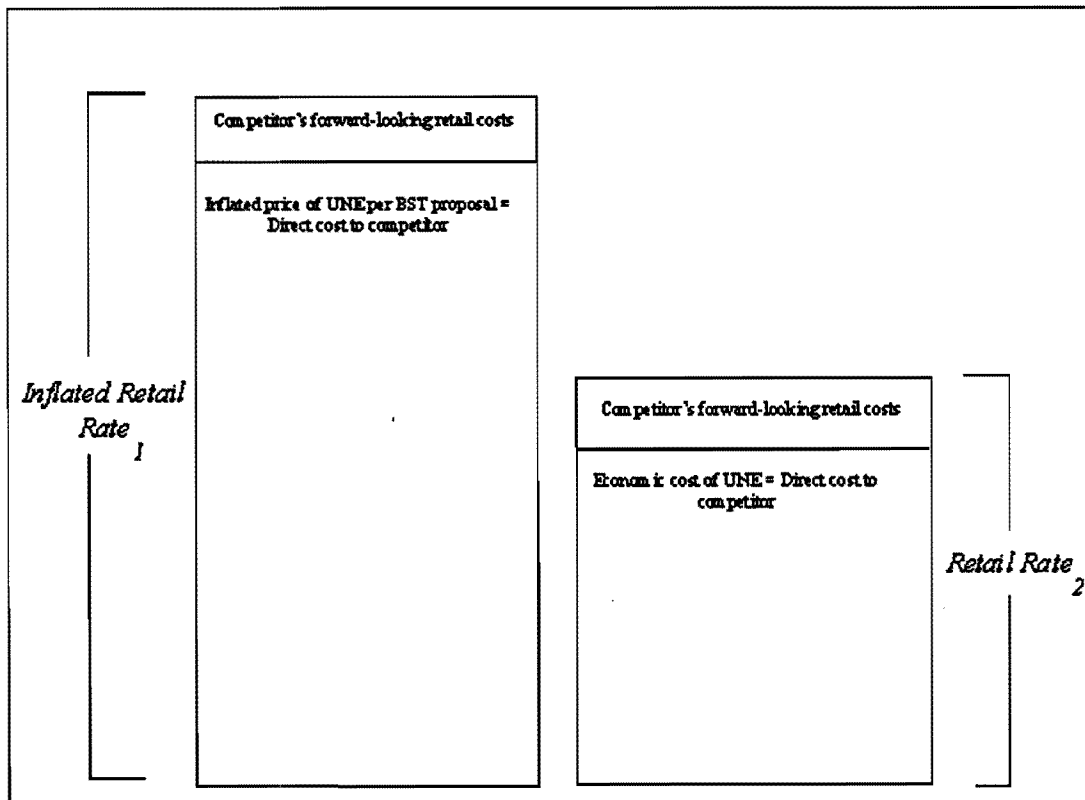 Competitor's forward-looking retail costs
Inflated price of UNE per BST proposal =
Direct cost to competitor
Inflated Retail
Rate
1
Competitor's forward-looking retail costs
Economic cost of UNE = Direct cost to
competitor
Retail Rate
2